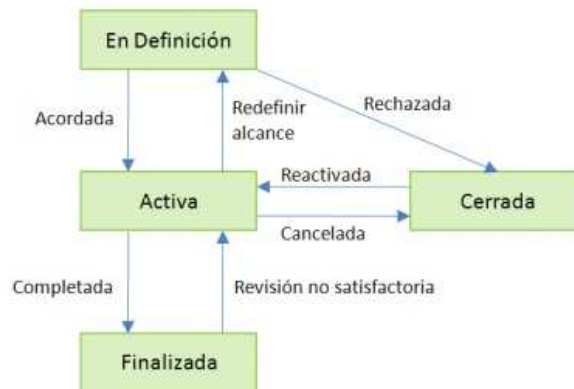 En Definición
Acordada
Redefinir
alcance
Rechazada
Reactivada
Activa
Cerrada
Cancelada
Completada
Revisión no satisfactoria
Finalizada